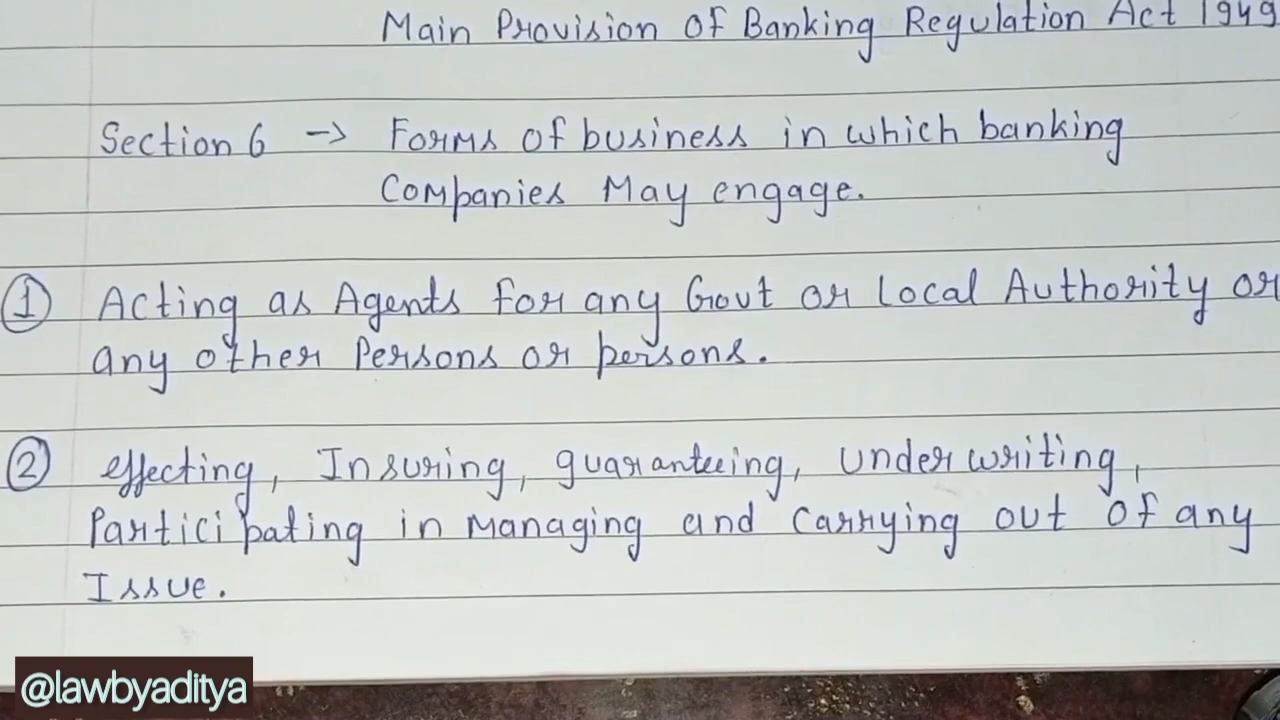 Main Provision Of Banking Regulation Act 1949
Section 6 → Forms of business in which banking
Companies May engage.
① Acting as Agents for any Govt or Local Authority or
any other Persons or persons.
② effecting, Insuring, guaranteeing, underwriting,
Participating in Managing and Carrying out Of any
Issue.
@lawbyaditya